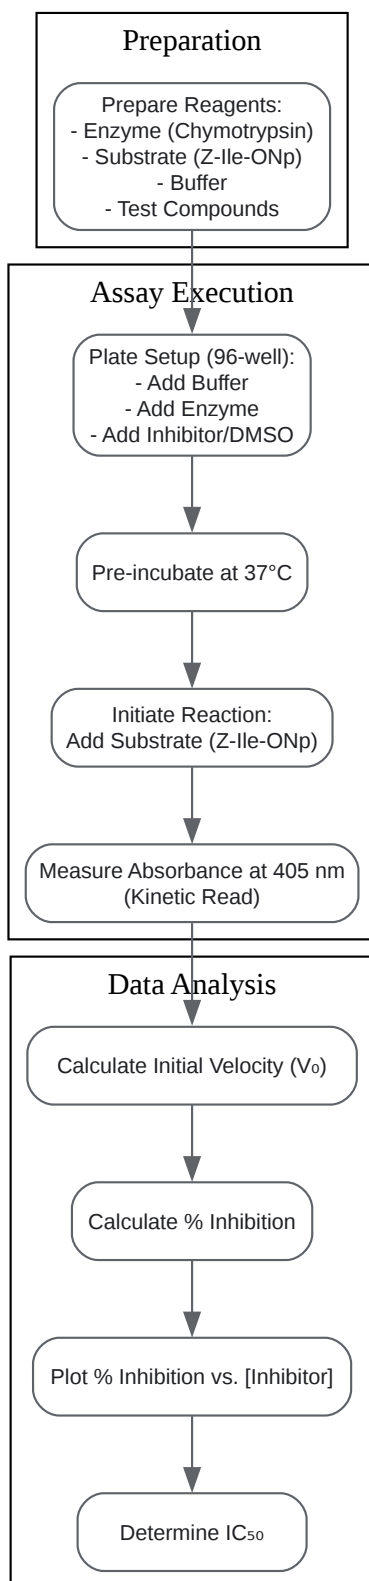 Preparation
Prepare Reagents:
- Enzyme (Chymotrypsin)
- Substrate (Z-Ile-ONp)
- Buffer
- Test Compounds
Assay Execution
Plate Setup (96-well):
- Add Buffer
- Add Enzyme
- Add Inhibitor/DMSO
Pre-incubate at 37°C
Initiate Reaction:
Add Substrate (Z-Ile-ONp)
Measure Absorbance at 405 nm
(Kinetic Read)
Data Analysis
Calculate Initial Velocity (V₀)
Calculate % Inhibition
Plot % Inhibition vs. [Inhibitor]
Determine IC₅₀